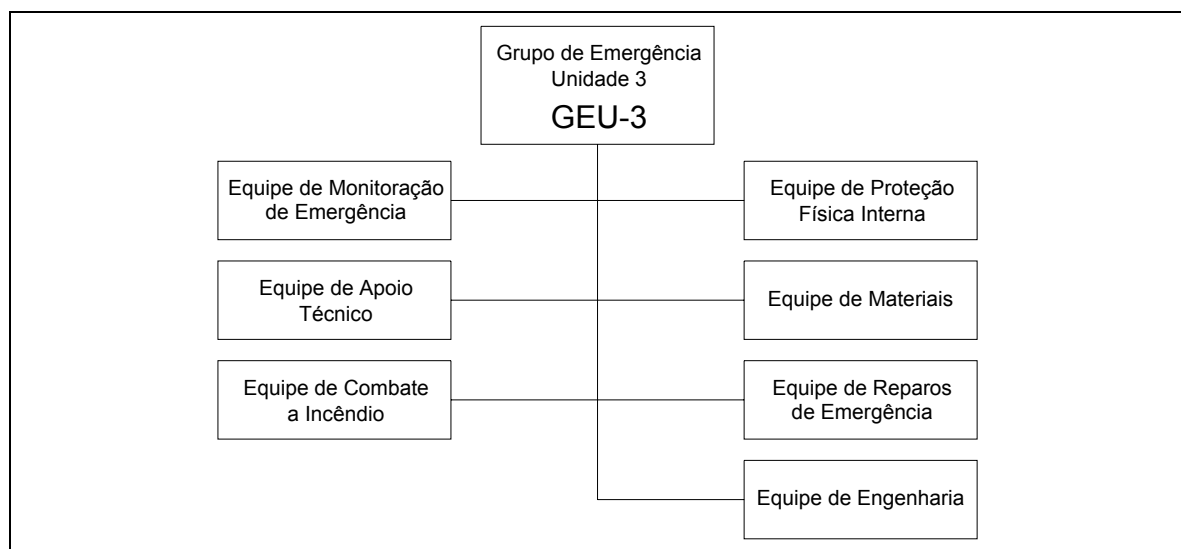 Grupo de Emergência
Unidade 3
GEU-3
Equipe de Monitoração
de Emergência
Equipe de Proteção
Física Interna
Equipe de Apoio
Técnico
Equipe de Materiais
Equipe de Combate
a Incêndio
Equipe de Reparos
de Emergência
Equipe de Engenharia